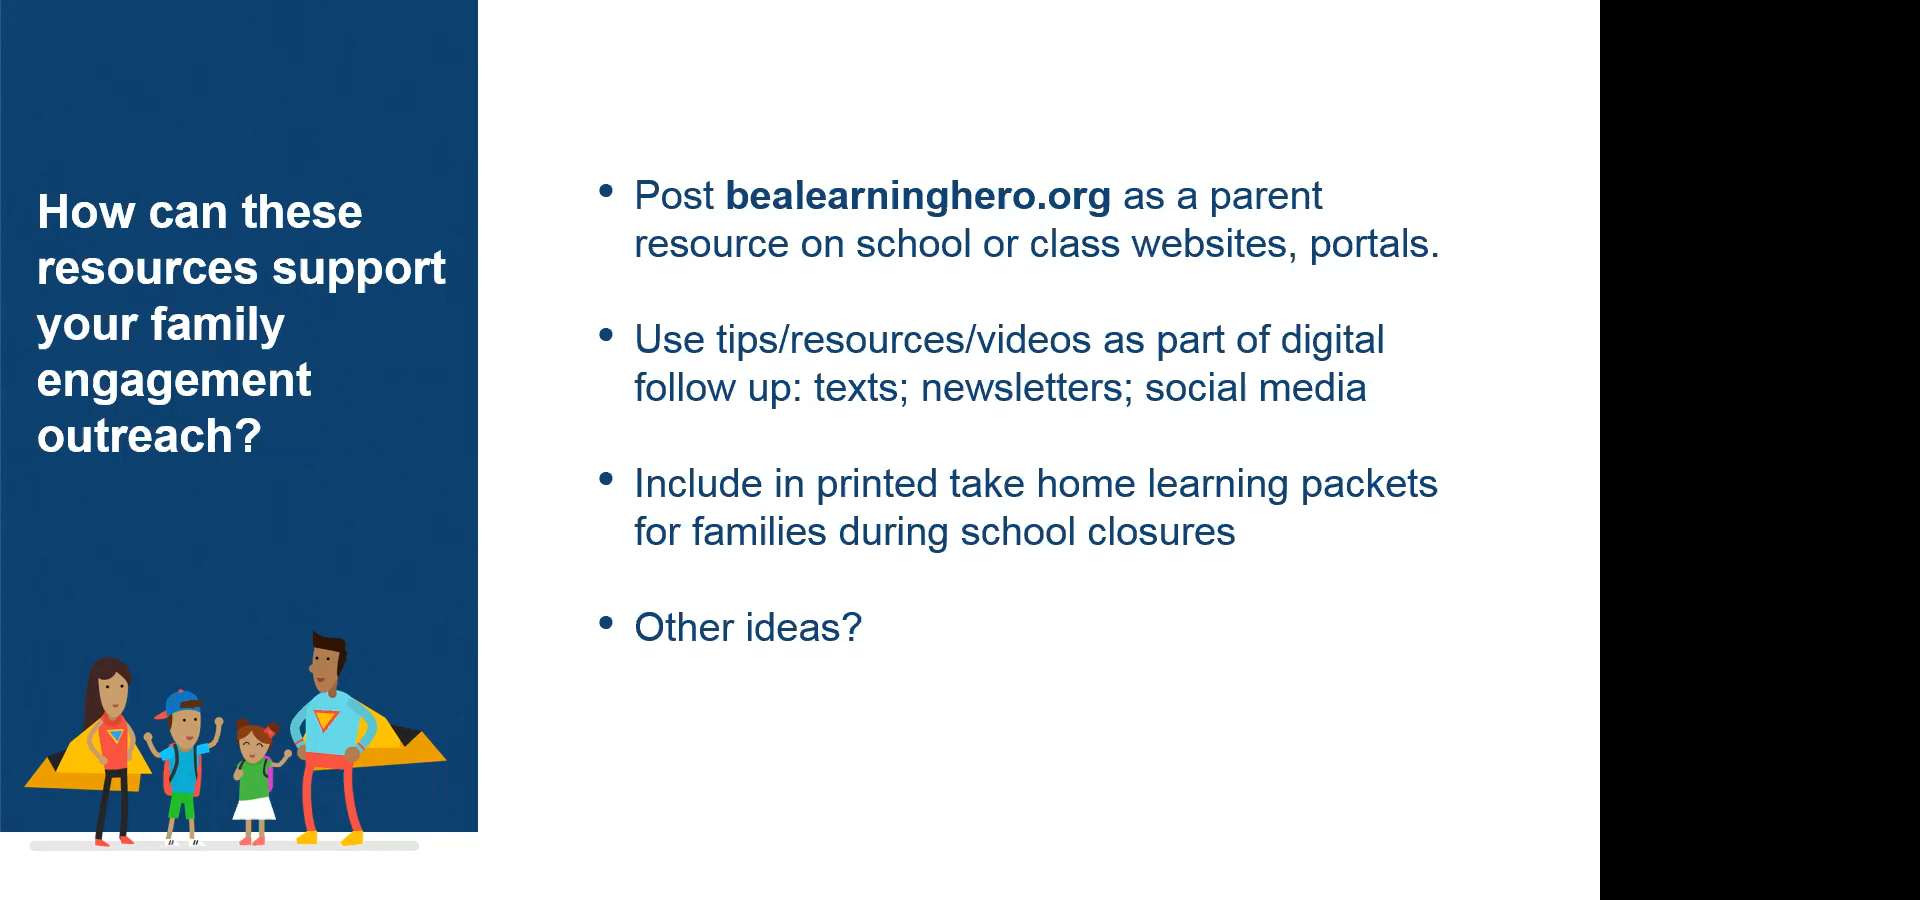 How can these
resources support
your family
engagement
outreach?
• Post bealearninghero.org as a parent
resource on school or class websites, portals.
• Use tips/resources/videos as part of digital
follow up: texts; newsletters; social media
• Include in printed take home learning packets
for families during school closures
• Other ideas?